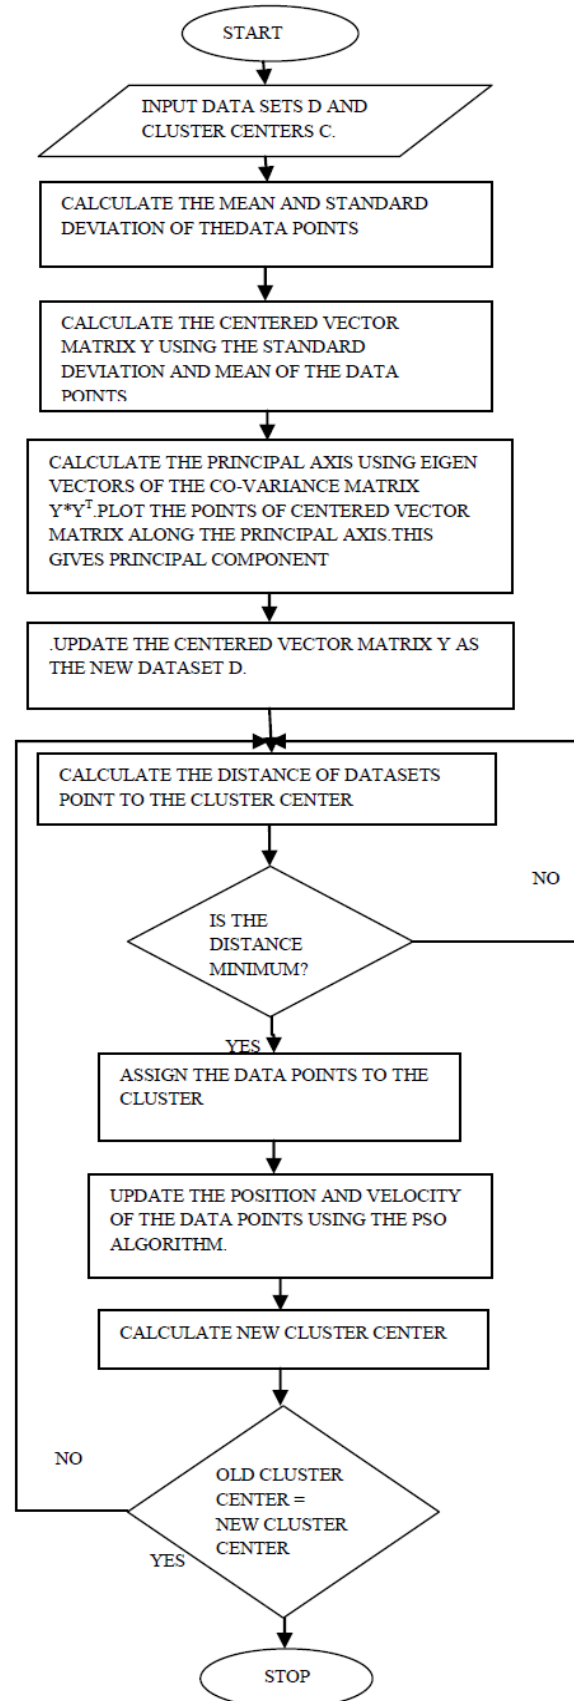 START
INPUT DATA SETS D AND
CLUSTER CENTERS C.
CALCULATE THE MEAN AND STANDARD
DEVIATION OF THEDATA POINTS
CALCULATE THE CENTERED VECTOR
MATRIX Y USING THE STANDARD
DEVIATION AND MEAN OF THE DATA
POINTS
CALCULATE THE PRINCIPAL AXIS USING EIGEN
VECTORS OF THE CO-VARIANCE MATRIX
Y*Yᵀ.PLOT THE POINTS OF CENTERED VECTOR
MATRIX ALONG THE PRINCIPAL AXIS.THIS
GIVES PRINCIPAL COMPONENT
.UPDATE THE CENTERED VECTOR MATRIX Y AS
THE NEW DATASET D.
CALCULATE THE DISTANCE OF DATASETS
POINT TO THE CLUSTER CENTER
NO
IS THE
DISTANCE
MINIMUM?
YES
ASSIGN THE DATA POINTS TO THE
CLUSTER
UPDATE THE POSITION AND VELOCITY
OF THE DATA POINTS USING THE PSO
ALGORITHM.
CALCULATE NEW CLUSTER CENTER
NO
OLD CLUSTER
CENTER =
NEW CLUSTER
CENTER
YES
STOP